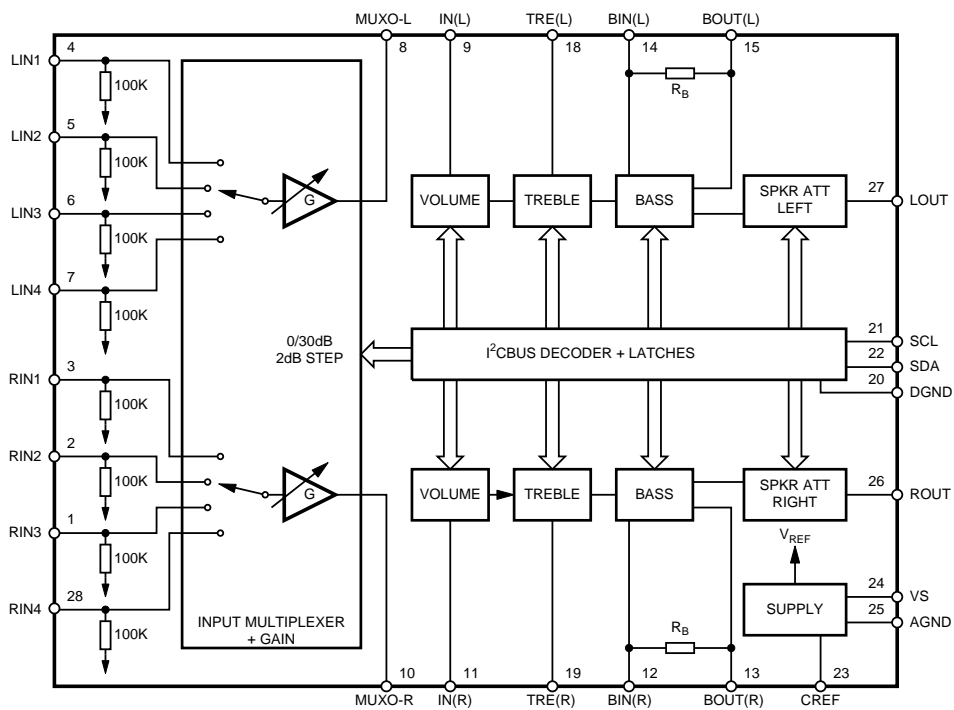 MUXO-L IN(L) TRE(L) BIN(L) BOUT(L)
8 9 18 14 15
4
LIN1
100K
R_B
5
LIN2
100K
G
VOLUME TREBLE BASS SPKR ATT LEFT
27
LOUT
6
LIN3
100K
7
LIN4
100K
0/30dB
2dB STEP
I²CBUS DECODER + LATCHES
21
SCL
22
SDA
20
DGND
3
RIN1
100K
2
RIN2
100K
G
VOLUME TREBLE BASS SPKR ATT RIGHT
26
ROUT
1
RIN3
100K
V_REF
28
RIN4
100K
INPUT MULTIPLEXER
+ GAIN
R_B
SUPPLY
24
VS
25
AGND
10 11 19 12 13 23
MUXO-R IN(R) TRE(R) BIN(R) BOUT(R) CREF